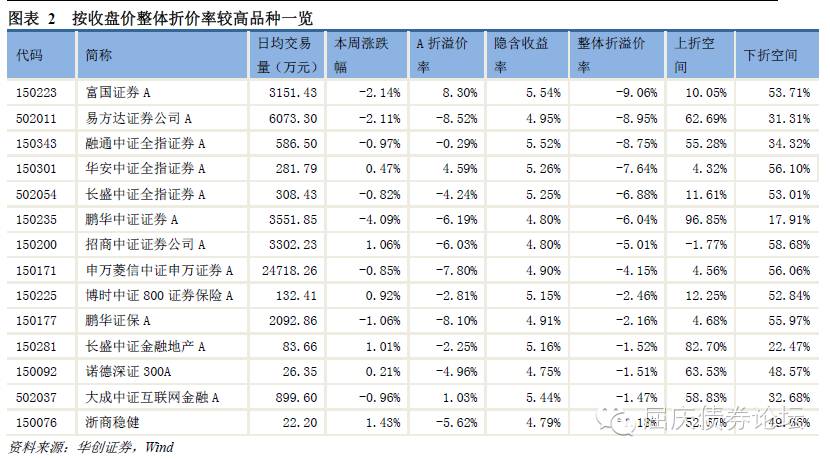 图表 2 按收盘价整体折价率较高品种一览
代码 简称 日均交易量（万元） 本周涨跌幅 A 折溢价率 隐含收益率 整体折溢价率 上折空间 下折空间
150223 富国证券 A 3151.43 -2.14% 8.30% 5.54% -9.06% 10.05% 53.71%
502011 易方达证券公司 A 6073.30 -2.11% -8.52% 4.95% -8.95% 62.69% 31.31%
150343 融通中证全指证券 A 586.50 -0.97% -0.29% 5.52% -8.75% 55.28% 34.32%
150301 华安中证全指证券 A 281.79 0.47% 4.59% 5.26% -7.64% 4.32% 56.10%
502054 长盛中证全指证券 A 308.43 -0.82% -4.24% 5.25% -6.88% 11.61% 53.01%
150235 鹏华中证证券 A 3551.85 -4.09% -6.19% 4.80% -6.04% 96.85% 17.91%
150200 招商中证证券公司 A 3302.23 1.06% -6.03% 4.80% -5.01% -1.77% 58.68%
150171 申万菱信中证申万证券 A 24718.26 -0.85% -7.80% 4.90% -4.15% 4.56% 56.06%
150225 博时中证 800 证券保险 A 132.41 0.92% -2.81% 5.15% -2.46% 12.25% 52.84%
150177 鹏华证保 A 2092.86 -1.06% -8.10% 4.91% -2.16% 4.68% 55.97%
150281 长盛中证金融地产 A 83.66 1.01% -2.25% 5.16% -1.52% 82.70% 22.47%
150092 诺德深证 300A 26.35 0.21% -4.96% 4.75% -1.51% 63.53% 48.57%
502037 大成中证互联网金融 A 899.60 -0.96% 1.03% 5.44% -1.47% 58.83% 32.68%
150076 浙商稳健 22.20 1.43% -5.62% 4.79%
屈庆债券论坛
资料来源：华创证券，Wind